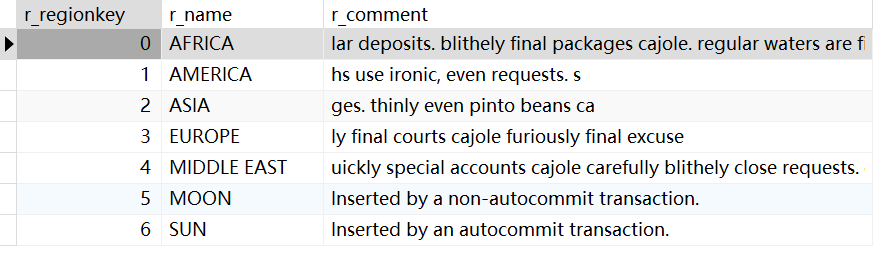 r_regionkey r_name r_comment
0 AFRICA lar deposits. blithely final packages cajole. regular waters are
1 AMERICA hs use ironic, even requests. s
2 ASIA ges. thinly even pinto beans ca
3 EUROPE ly final courts cajole furiously final excuse
4 MIDDLE EAST uickly special accounts cajole carefully blithely close requests.
5 MOON Inserted by a non-autocommit transaction.
6 SUN Inserted by an autocommit transaction.